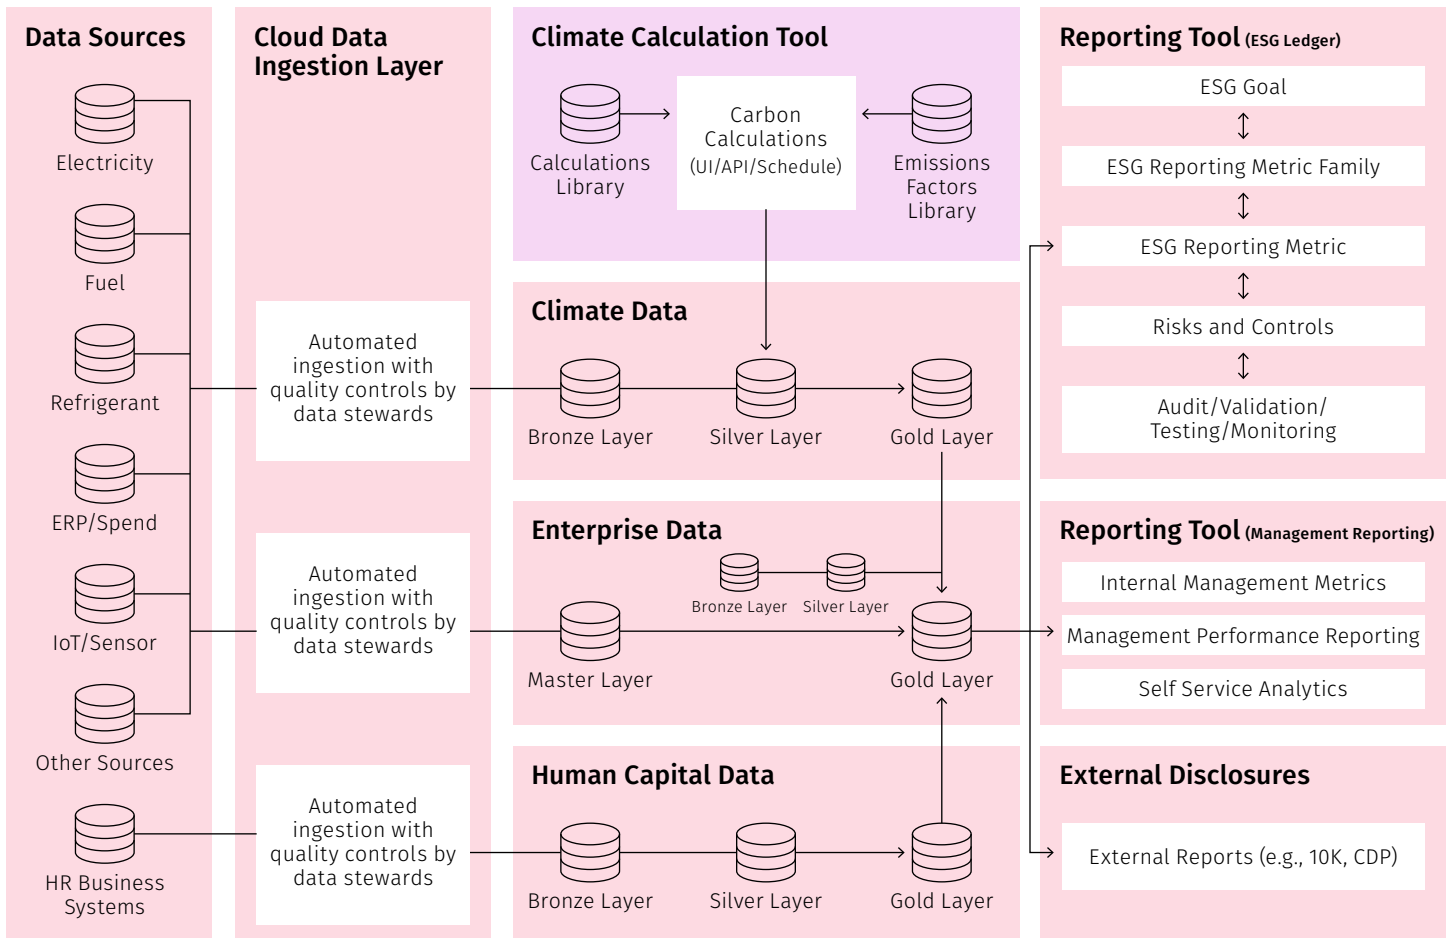 Data Sources
Electricity
Fuel
Refrigerant
ERP/Spend
IoT/Sensor
Other Sources
HR Business
Systems
Cloud Data
Ingestion Layer
Automated
ingestion with
quality controls by
data stewards
Automated
ingestion with
quality controls by
data stewards
Automated
ingestion with
quality controls by
data stewards
Climate Calculation Tool
Calculations
Library
Carbon
Calculations
(UI/API/Schedule)
Emissions
Factors
Library
Climate Data
Bronze Layer
Silver Layer
Gold Layer
Enterprise Data
Bronze Layer
Silver Layer
Master Layer
Gold Layer
Human Capital Data
Bronze Layer
Silver Layer
Gold Layer
Reporting Tool (ESG Ledger)
ESG Goal
ESG Reporting Metric Family
ESG Reporting Metric
Risks and Controls
Audit/Validation/
Testing/Monitoring
Reporting Tool (Management Reporting)
Internal Management Metrics
Management Performance Reporting
Self Service Analytics
External Disclosures
External Reports (e.g., 10K, CDP)